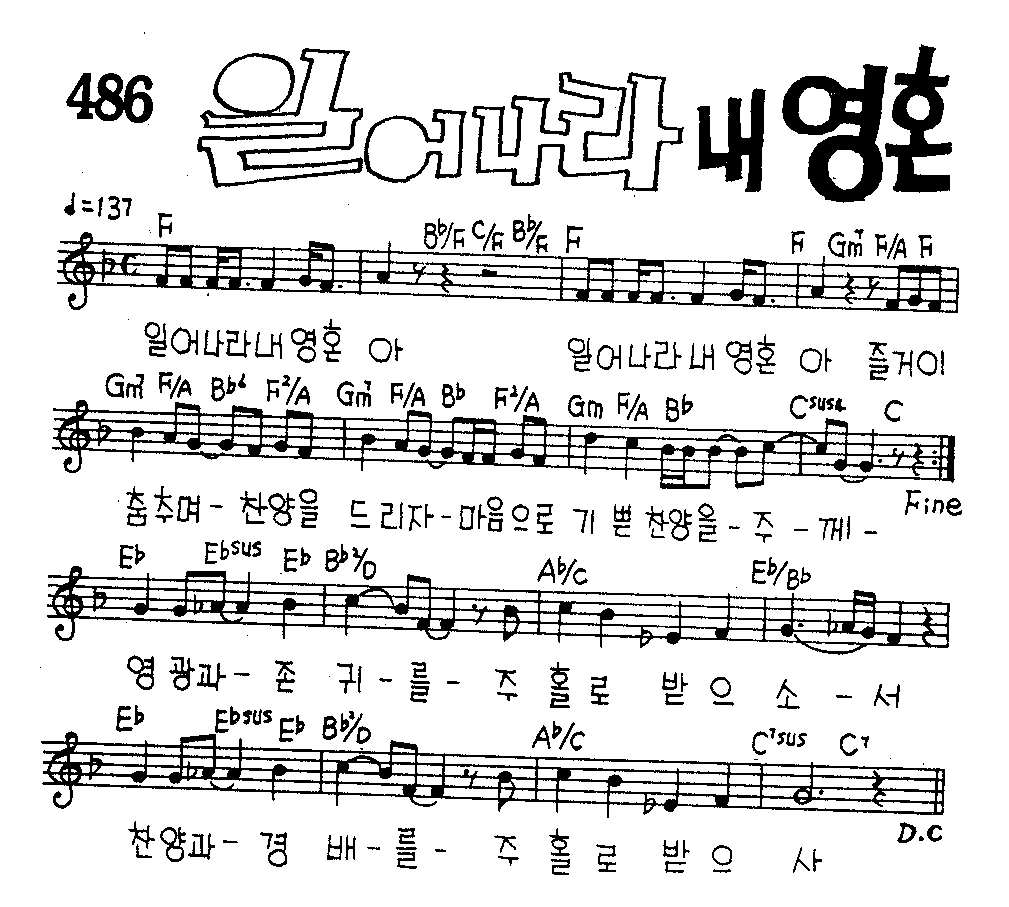 486 일어나라 내 영혼
♩=137
F B♭/F C/F B♭/F F F Gm7 F/A F
일어나라내영혼 아 일어나라내영혼 아 즐거이
Gm7 F/A B♭6 F2/A Gm7 F/A B♭ F2/A Gm F/A B♭ Csus4 C
춤추며- 찬양을 드리자-마음으로 기 쁜찬양을- 주 - 께 -
Fine
E♭ E♭sus E♭ B♭2/D A♭/C E♭/B♭
영 광과- 존 귀 - 를 - 주 홀 로 받 으 소 - 서
E♭ E♭sus E♭ B♭2/D A♭/C C7sus C7
찬양과- 경 배 - 를 - 주 홀 로 받 으 사
D.C